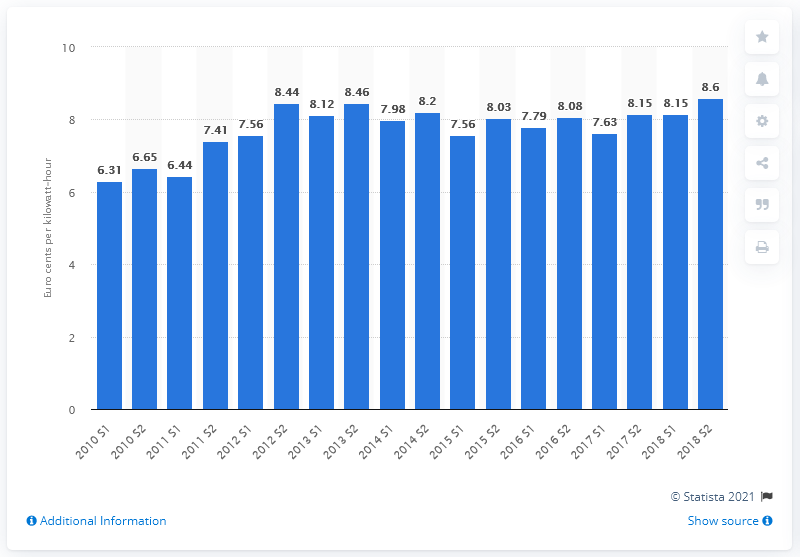 10
8
6
4
2
0
Euro cents per kilowatt-hour
6.31
6.65
6.44
7.41
7.56
8.44
8.12
8.46
7.98
8.2
7.56
8.03
7.79
8.08
7.63
8.15
8.15
8.6
2010 S1
2010 S2
2011 S1
2011 S2
2012 S1
2012 S2
2013 S1
2013 S2
2014 S1
2014 S2
2015 S1
2015 S2
2016 S1
2016 S2
2017 S1
2017 S2
2018 S1
2018 S2
© Statista 2021
Additional Information
Show source